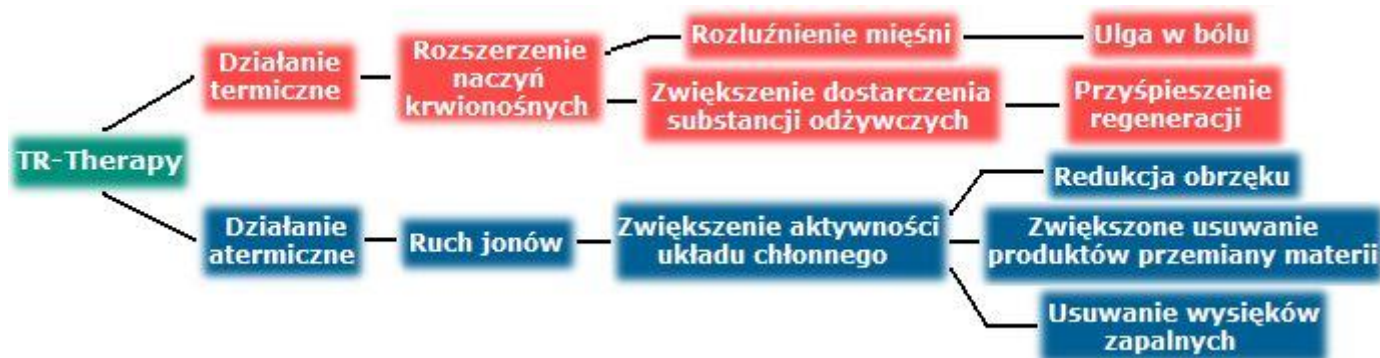 TR-Therapy
Działanie
termiczne
Rozszerzenie
naczyń
krwionośnych
Rozluźnienie mięśni
Ulga w bólu
Zwiększenie dostarczenia
substancji odżywczych
Przyśpieszenie
regeneracji
Działanie
atermiczne
Ruch jonów
Zwiększenie aktywności
układu chłonnego
Redukcja obrzęku
Zwiększone usuwanie
produktów przemiany materii
Usuwanie wysięków
zapalnych